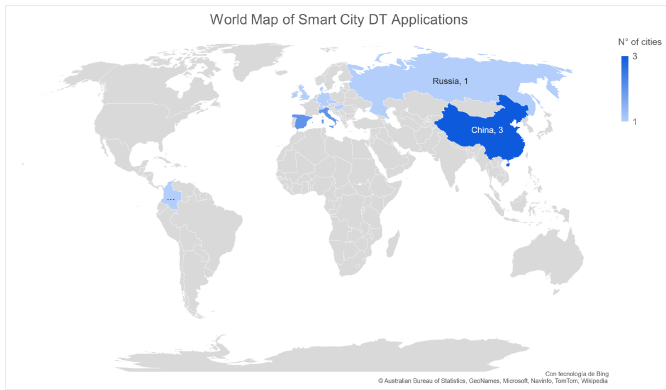 World Map of Smart City DT Applications
N° of cities
3
1
Russia, 1
China, 3
...
Con tecnología de Bing
© Australian Bureau of Statistics, GeoNames, Microsoft, Navinfo, TomTom, Wikipedia